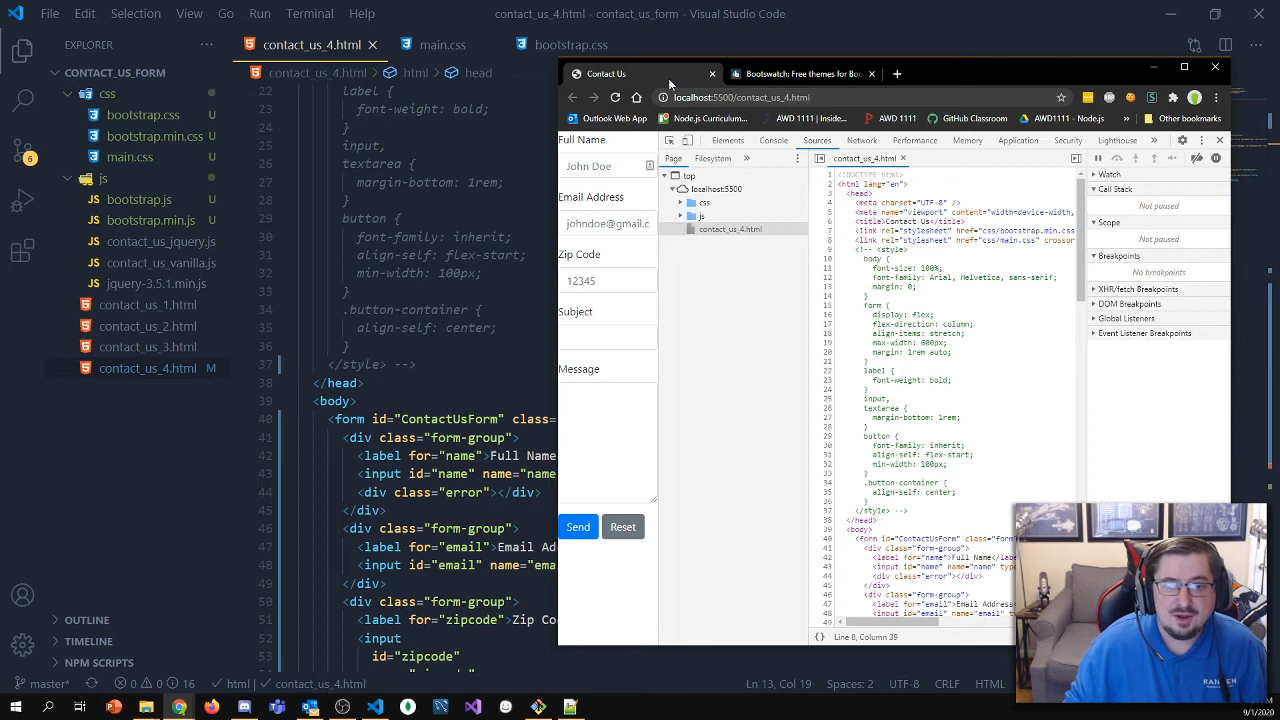 File Edit Selection View Go Run Terminal Help
contact_us_4.html - contact_us_form - Visual Studio Code
EXPLORER
CONTACT_US_FORM
css
bootstrap.css
bootstrap.min.css
main.css
js
bootstrap.js
bootstrap.min.js
contact_us_jquery.js
contact_us_vanilla.js
jquery-3.5.1.min.js
contact_us_1.html
contact_us_2.html
contact_us_3.html
contact_us_4.html M
6
OUTLINE
TIMELINE
NPM SCRIPTS
contact_us_4.html
main.css
bootstrap.css
contact_us_4.html > html > head
22 label {
23 font-weight: bold;
24 }
25 input,
26 textarea {
27 margin-bottom: 1rem;
28 }
29 button {
30 font-family: inherit;
31 align-self: flex-start;
32 min-width: 100px;
33 }
34 .button-container {
35 align-self: center;
36 }
37 </style> -->
38 </head>
39 <body>
40 <form id="ContactUsForm" class=
41 <div class="form-group">
42 <label for="name">Full Name
43 <input id="name" name="name
44 <div class="error"></div>
45 </div>
46 <div class="form-group">
47 <label for="email">Email Ad
48 <input id="email" name="ema
49 </div>
50 <div class="form-group">
51 <label for="zipcode">Zip Co
52 <input
53 id="zipcode"
Contact Us
Bootswatch: Free themes for Boo
localhost:5500/contact_us_4.html
Outlook Web App
Node.js, Curriculum...
AWD 1111 | Inside...
GitHub Classroom
AWD 1111 - Node.js
Other bookmarks
Full Name
John Doe
Email Address
johndoe@gmail.c
Zip Code
12345
Subject
Message
Send Reset
Elements Console Sources Network Performance Memory Application Security Lighthouse
Page Filesystem
top
localhost:5500
css
js
contact_us_4.html
contact_us_4.html
1 <!DOCTYPE html>
2 <html lang="en">
3 <head>
4 <meta charset="UTF-8" />
5 <meta name="viewport" content="width=device-width,
6 <title>Contact Us</title>
7 <link rel="stylesheet" href="css/bootstrap.min.css
8 <link rel="stylesheet" href="css/main.css" crossor
9 <!-- <style>
10 body {
11 font-size: 100%;
12 font-family: Arial, Helvetica, sans-serif;
13 margin: 0;
14 }
15 form {
16 display: flex;
17 flex-direction: column;
18 align-items: stretch;
19 max-width: 600px;
20 margin: 1rem auto;
21 }
22 label {
23 font-weight: bold;
24 }
25 input,
26 textarea {
27 margin-bottom: 1rem;
28 }
29 button {
30 font-family: inherit;
31 align-self: flex-start;
32 min-width: 100px;
33 }
34 .button-container {
35 align-self: center;
36 }
37 </style> -->
38 </head>
39 <body>
40 <form id="ContactUsForm" class="form
41 <div class="form-group">
42 <label for="name">Full Name</label
43 <input id="name" name="name"
44 <div class="error"></div>
45 </div>
46 <div class="form-group">
47 <label for="email">Email Address<
48 <input id="email" name="email"
49
{} Line 8, Column 39
Watch
Call Stack
Not paused
Scope
Not paused
Breakpoints
No breakpoints
XHR/fetch Breakpoints
DOM Breakpoints
Global Listeners
Event Listener Breakpoints
master* 0 0 16 html contact_us_4.html
Ln 13, Col 19 Spaces: 2 UTF-8 CRLF HTML
RANKEN
9/1/2020